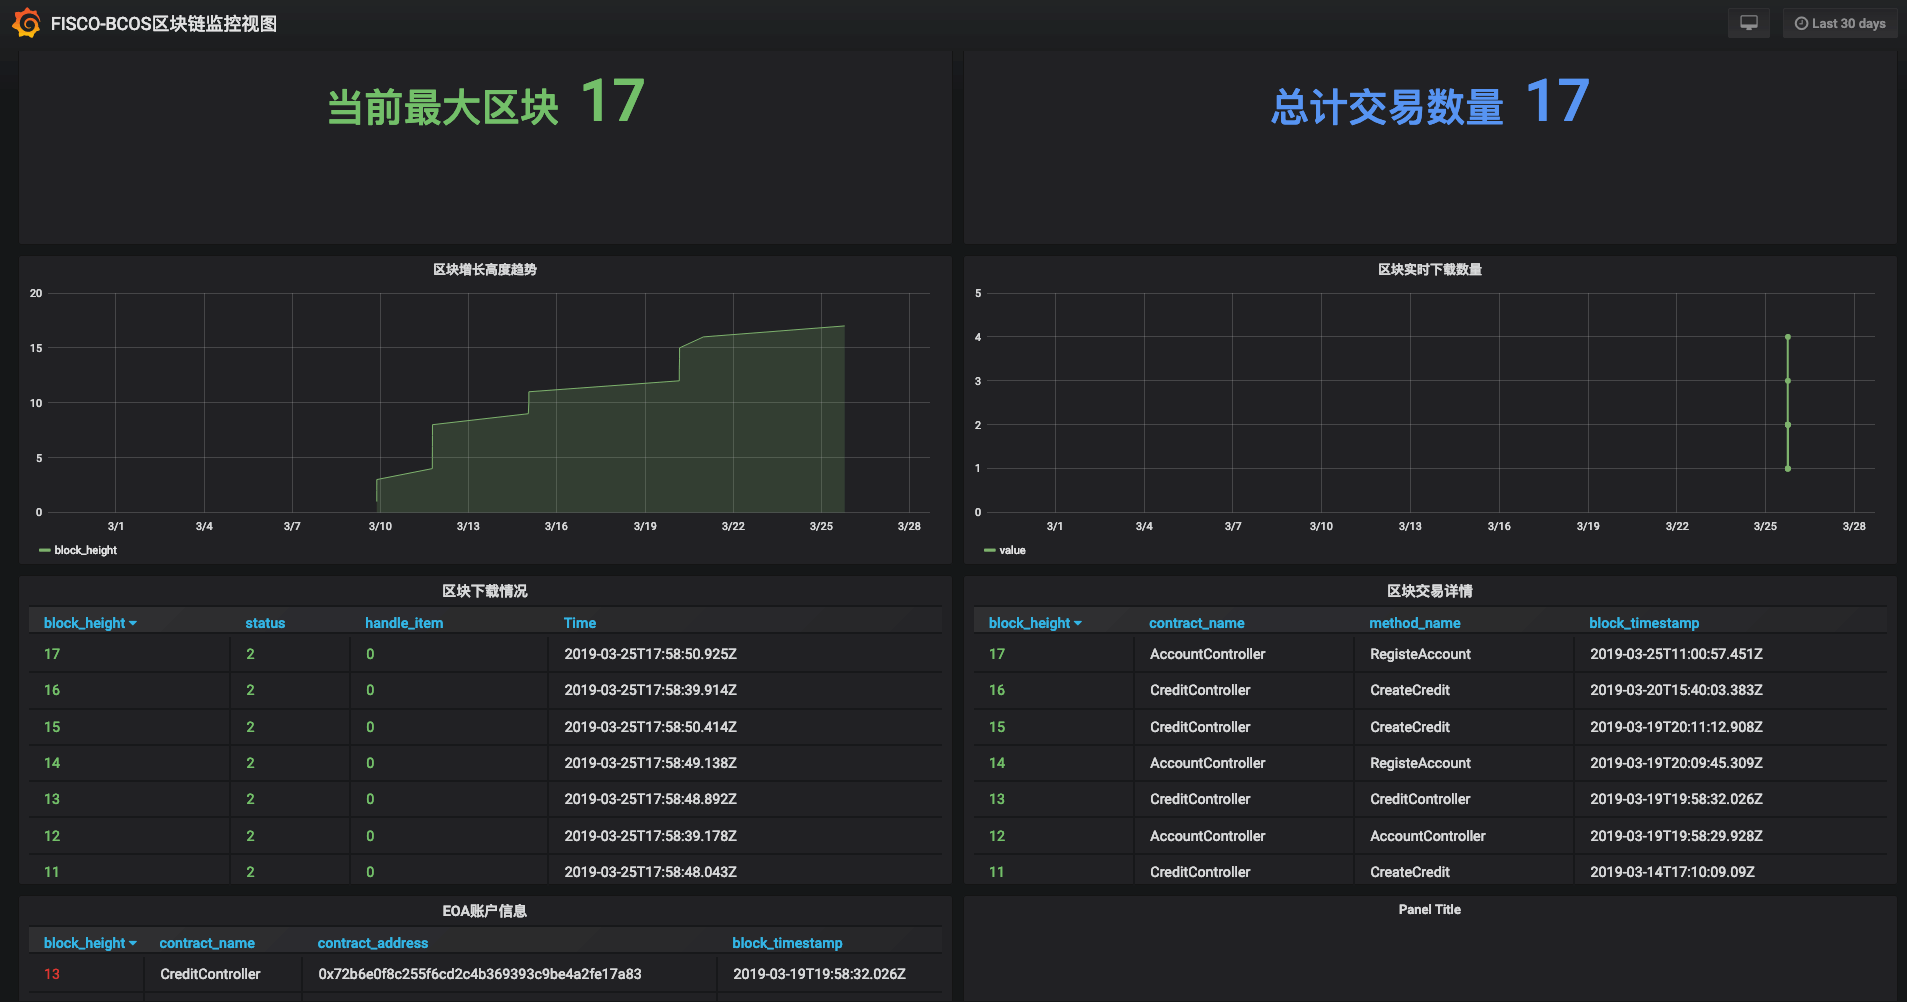 FISCO-BCOS区块链监控视图
Last 30 days
当前最大区块 17
总计交易数量 17
区块增长高度趋势
20
15
10
5
0
3/1 3/4 3/7 3/10 3/13 3/16 3/19 3/22 3/25 3/28
block_height
区块实时下载数量
5
4
3
2
1
0
3/1 3/4 3/7 3/10 3/13 3/16 3/19 3/22 3/25 3/28
value
区块下载情况
block_height status handle_item Time
17 2 0 2019-03-25T17:58:50.925Z
16 2 0 2019-03-25T17:58:39.914Z
15 2 0 2019-03-25T17:58:50.414Z
14 2 0 2019-03-25T17:58:49.138Z
13 2 0 2019-03-25T17:58:48.892Z
12 2 0 2019-03-25T17:58:39.178Z
11 2 0 2019-03-25T17:58:48.043Z
区块交易详情
block_height contract_name method_name block_timestamp
17 AccountController RegisteAccount 2019-03-25T11:00:57.451Z
16 CreditController CreateCredit 2019-03-20T15:40:03.383Z
15 CreditController CreateCredit 2019-03-19T20:11:12.908Z
14 AccountController RegisteAccount 2019-03-19T20:09:45.309Z
13 CreditController CreditController 2019-03-19T19:58:32.026Z
12 AccountController AccountController 2019-03-19T19:58:29.928Z
11 CreditController CreateCredit 2019-03-14T17:10:09.09Z
EOA账户信息
block_height contract_name contract_address block_timestamp
13 CreditController 0x72b6e0f8c255f6cd2c4b369393c9be4a2fe17a83 2019-03-19T19:58:32.026Z
Panel Title